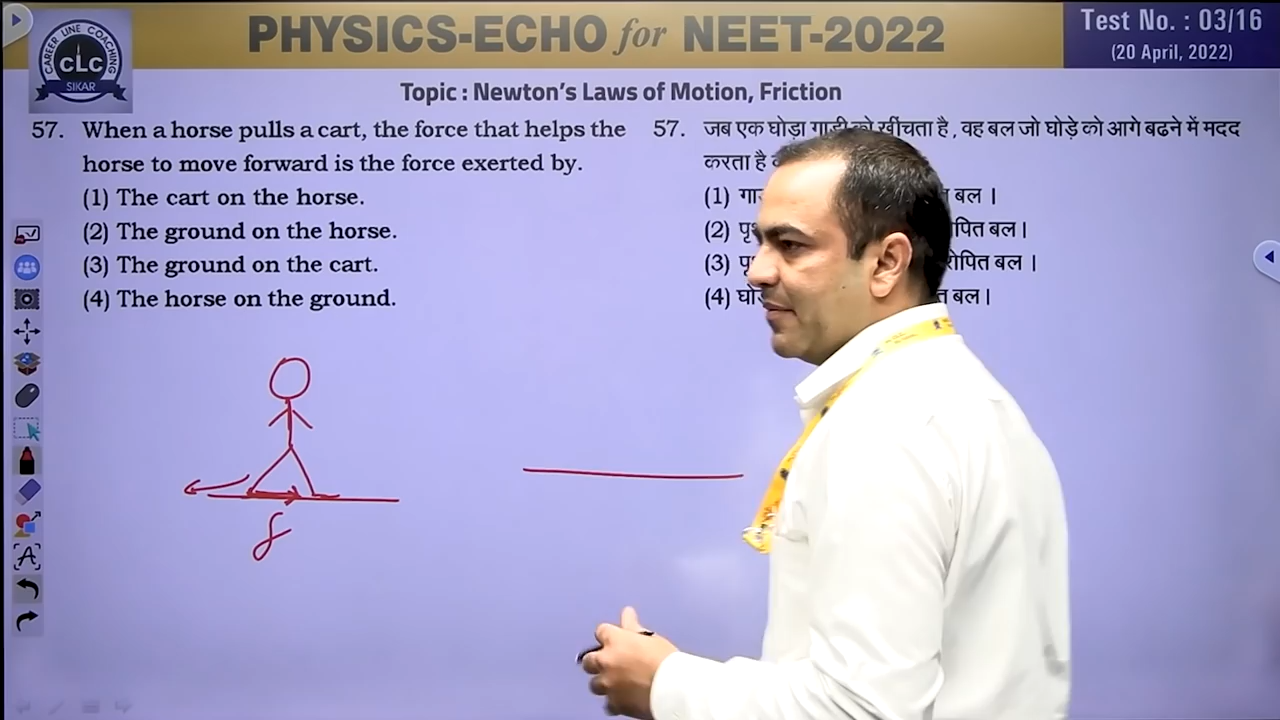 CAREER LINE COACHING
CLC
SIKAR
PHYSICS-ECHO for NEET-2022
Test No. : 03/16
(20 April, 2022)
Topic : Newton's Laws of Motion, Friction
57. When a horse pulls a cart, the force that helps the
horse to move forward is the force exerted by.
(1) The cart on the horse.
(2) The ground on the horse.
(3) The ground on the cart.
(4) The horse on the ground.
57. जब एक घोड़ा गाड़ी को खींचता है , वह बल जो घोड़े को आगे बढने में मदद
करता है
(1) बल ।
(2) बल ।
(3) बल ।
(4) बल ।
f